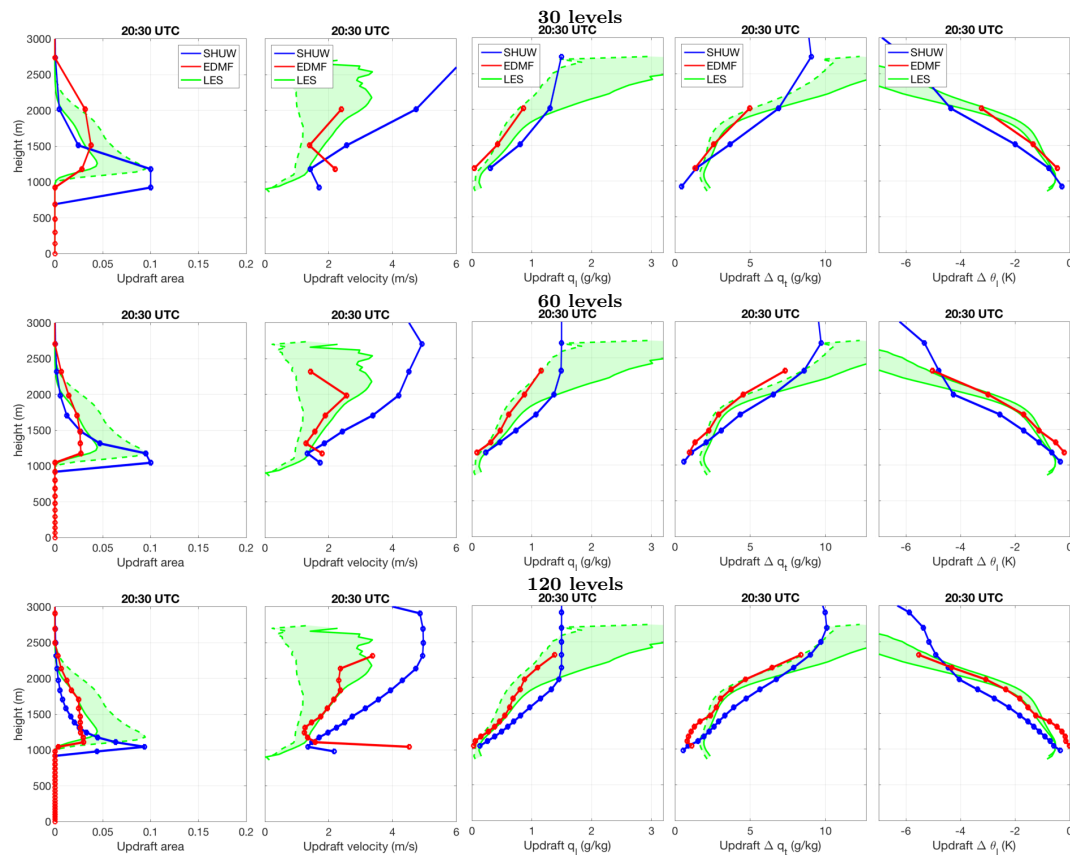 30 levels
20:30 UTC 20:30 UTC 20:30 UTC 20:30 UTC 20:30 UTC
3000 2500 2000 1500 1000 500 0
height (m)
SHUW EDMF LES
SHUW EDMF LES
SHUW EDMF LES
SHUW EDMF LES
0 0.05 0.1 0.15 0.2 0 2 4 6 0 1 2 3 0 5 10 -6 -4 -2 0
Updraft area Updraft velocity (m/s) Updraft q_l (g/kg) Updraft Δ q_t (g/kg) Updraft Δ θ_l (K)
60 levels
20:30 UTC 20:30 UTC 20:30 UTC 20:30 UTC 20:30 UTC
3000 2500 2000 1500 1000 500 0
height (m)
0 0.05 0.1 0.15 0.2 0 2 4 6 0 1 2 3 0 5 10 -6 -4 -2 0
Updraft area Updraft velocity (m/s) Updraft q_l (g/kg) Updraft Δ q_t (g/kg) Updraft Δ θ_l (K)
120 levels
20:30 UTC 20:30 UTC 20:30 UTC 20:30 UTC 20:30 UTC
3000 2500 2000 1500 1000 500 0
height (m)
0 0.05 0.1 0.15 0.2 0 2 4 6 0 1 2 3 0 5 10 -6 -4 -2 0
Updraft area Updraft velocity (m/s) Updraft q_l (g/kg) Updraft Δ q_t (g/kg) Updraft Δ θ_l (K)